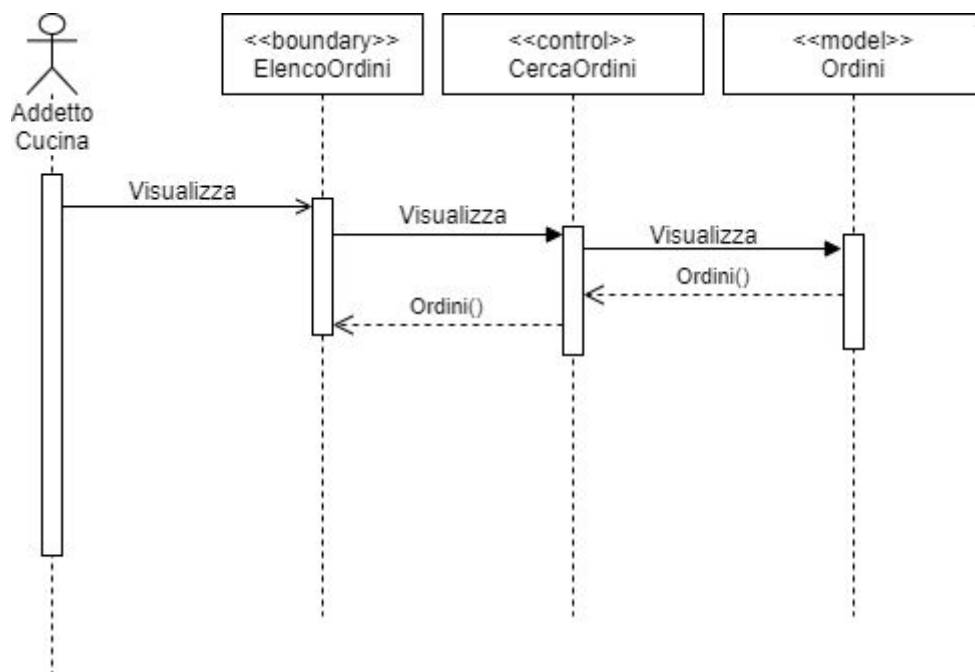 <<boundary>>
ElencoOrdini
<<control>>
CercaOrdini
<<model>>
Ordini
Addetto
Cucina
Visualizza
Visualizza
Visualizza
Ordini()
Ordini()